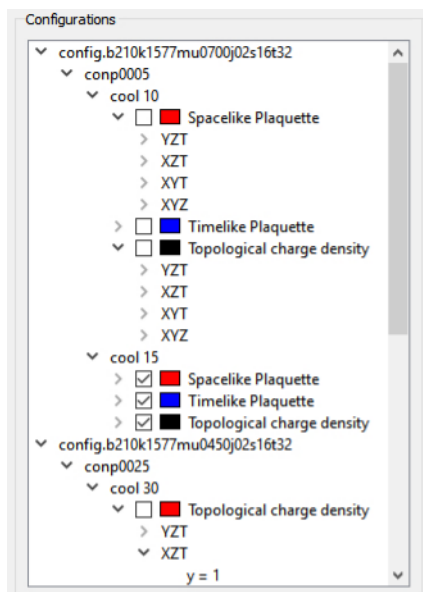 Configurations
config.b210k1577mu0700j02s16t32
conp0005
cool 10
Spacelike Plaquette
YZT
XZT
XYT
XYZ
Timelike Plaquette
Topological charge density
YZT
XZT
XYT
XYZ
cool 15
Spacelike Plaquette
Timelike Plaquette
Topological charge density
config.b210k1577mu0450j02s16t32
conp0025
cool 30
Topological charge density
YZT
XZT
y = 1